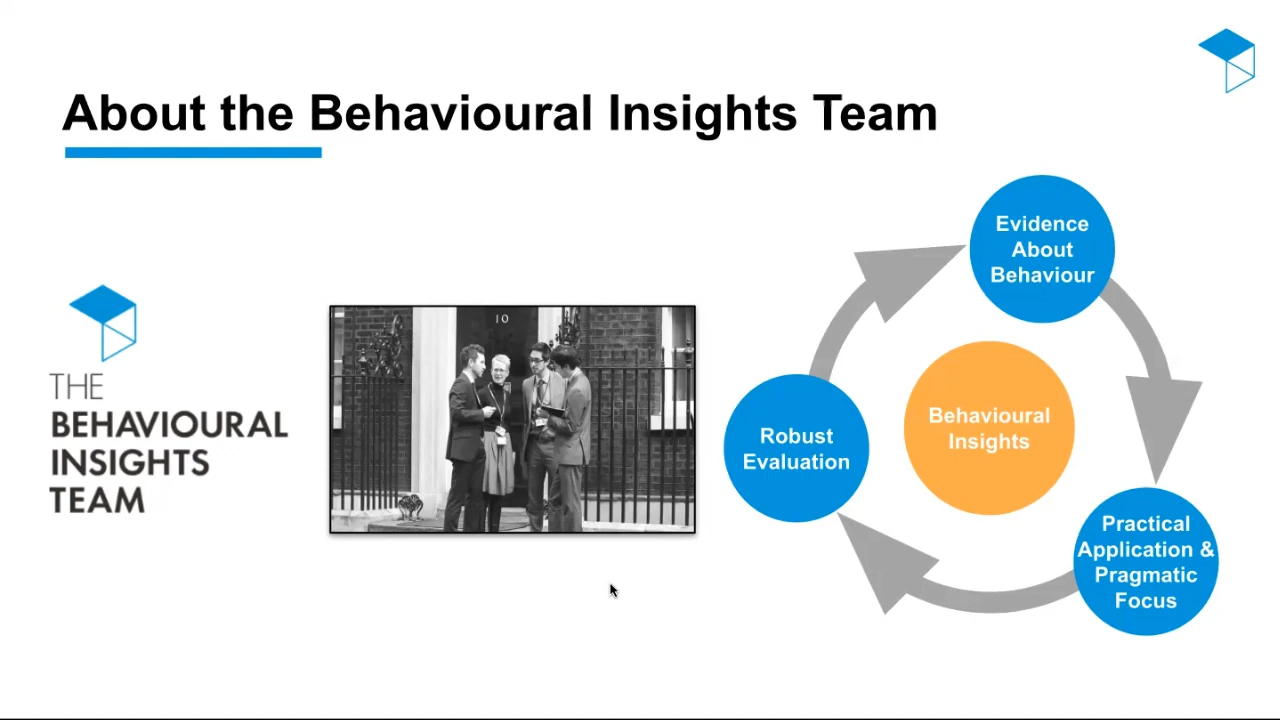 About the Behavioural Insights Team
THE
BEHAVIOURAL
INSIGHTS
TEAM
10
Evidence
About
Behaviour
Behavioural
Insights
Robust
Evaluation
Practical
Application &
Pragmatic
Focus